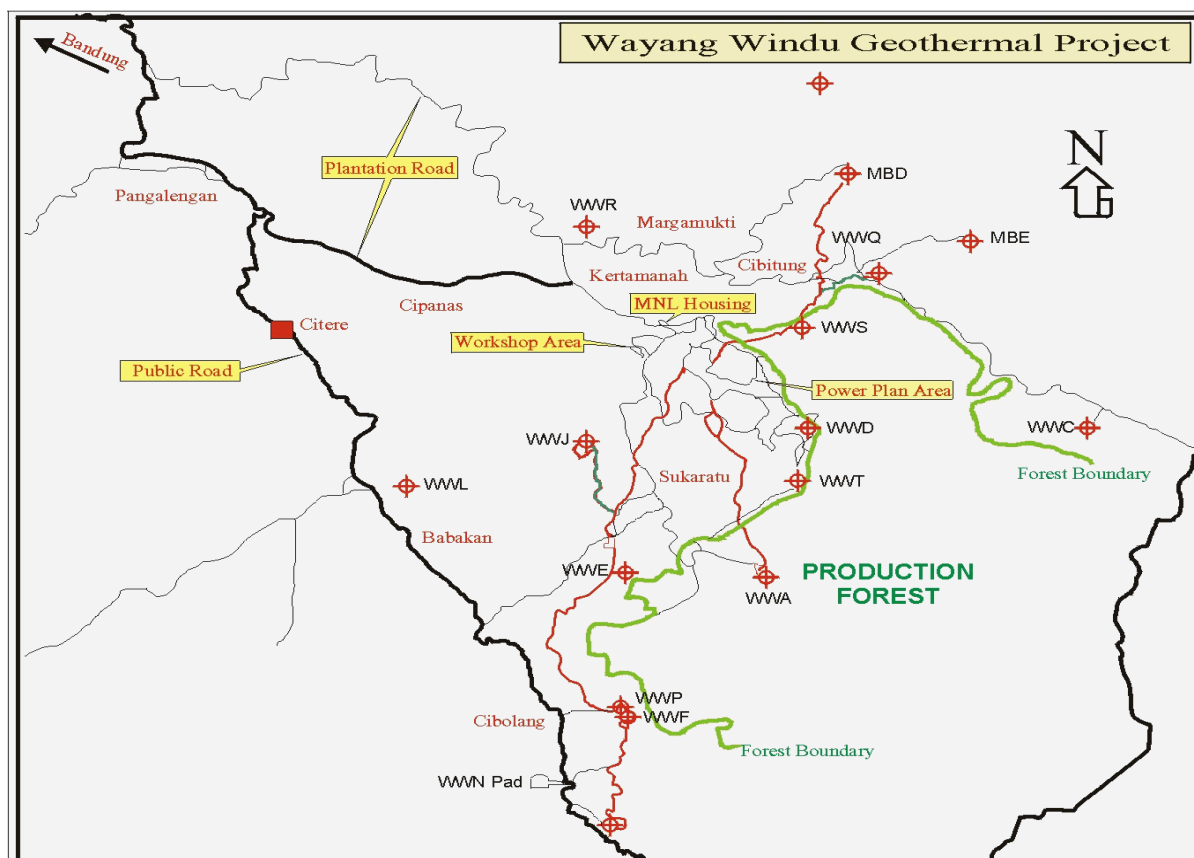 Wayang Windu Geothermal Project
Bandung
N
MBD
Plantation Road
Pangalengan
WWR
Margamukti
WWQ
MBE
Cibitung
Kertamanah
MNL Housing
Cipanas
Citere
WWS
Workshop Area
Public Road
Power Plan Area
WWJ
WWD
WWC
Sukaratu
WWT
Forest Boundary
WWL
Babakan
WWE
WWA
PRODUCTION
FOREST
WWP
Cibolang
WWF
Forest Boundary
WWN Pad